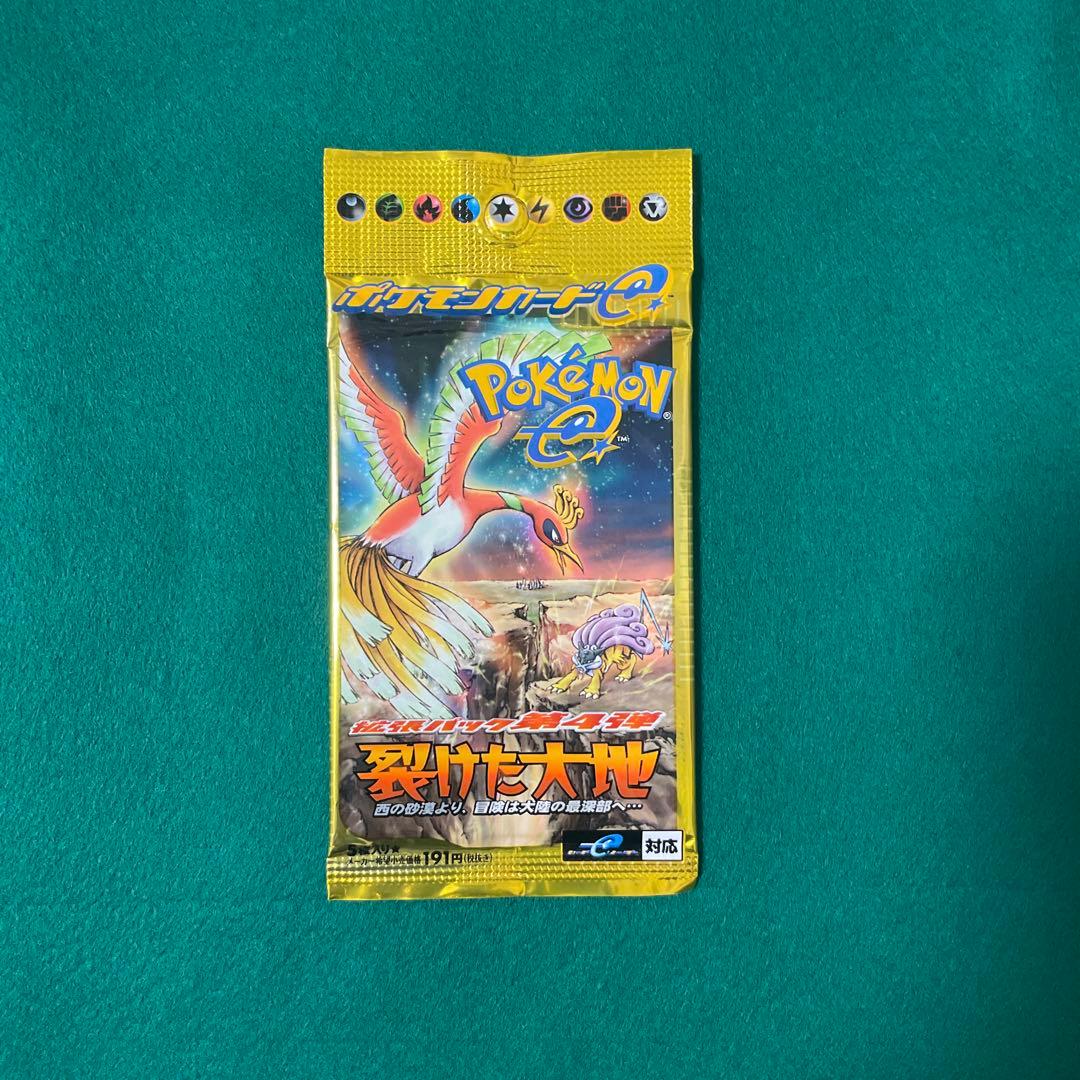 ポケモンカードe™
POKéMON®
e™
拡張パック第4弾
裂けた大地
西の砂漠より、冒険は大陸の最深部へ…
5枚入り★
メーカー希望小売価格191円(税抜き)
対応